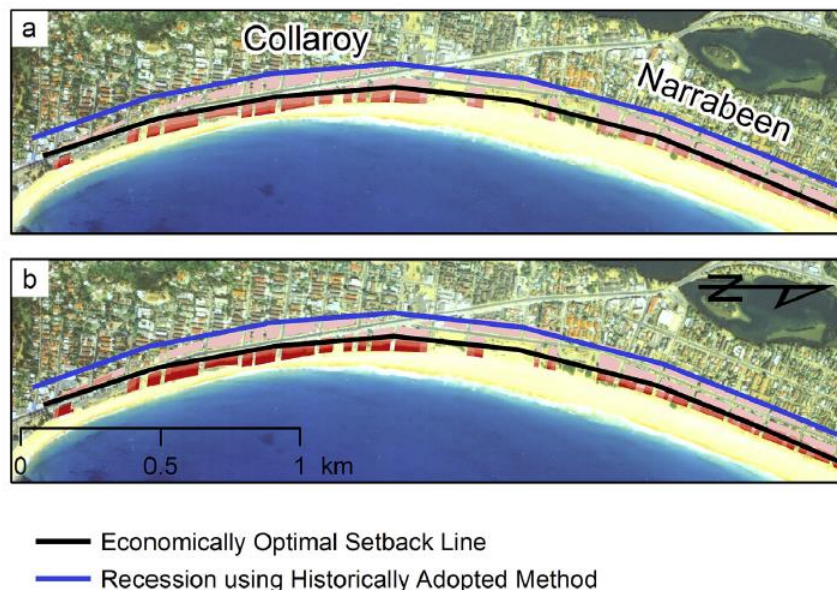 a
Collaroy
Narrabeen
b
N
0 0.5 1 km
Economically Optimal Setback Line
Recession using Historically Adopted Method